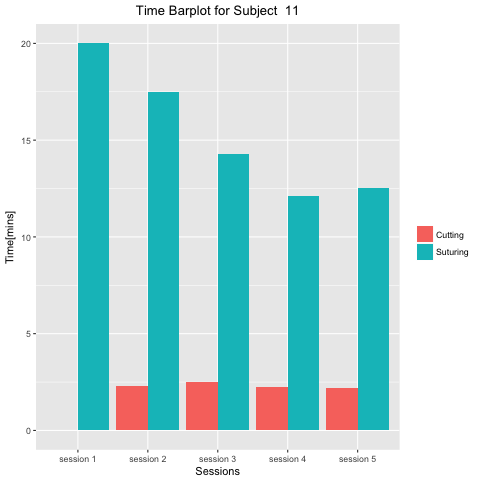 Time Barplot for Subject  11
20
15
10
5
0
Time[mins]
session 1
session 2
session 3
session 4
session 5
Sessions
Cutting
Suturing